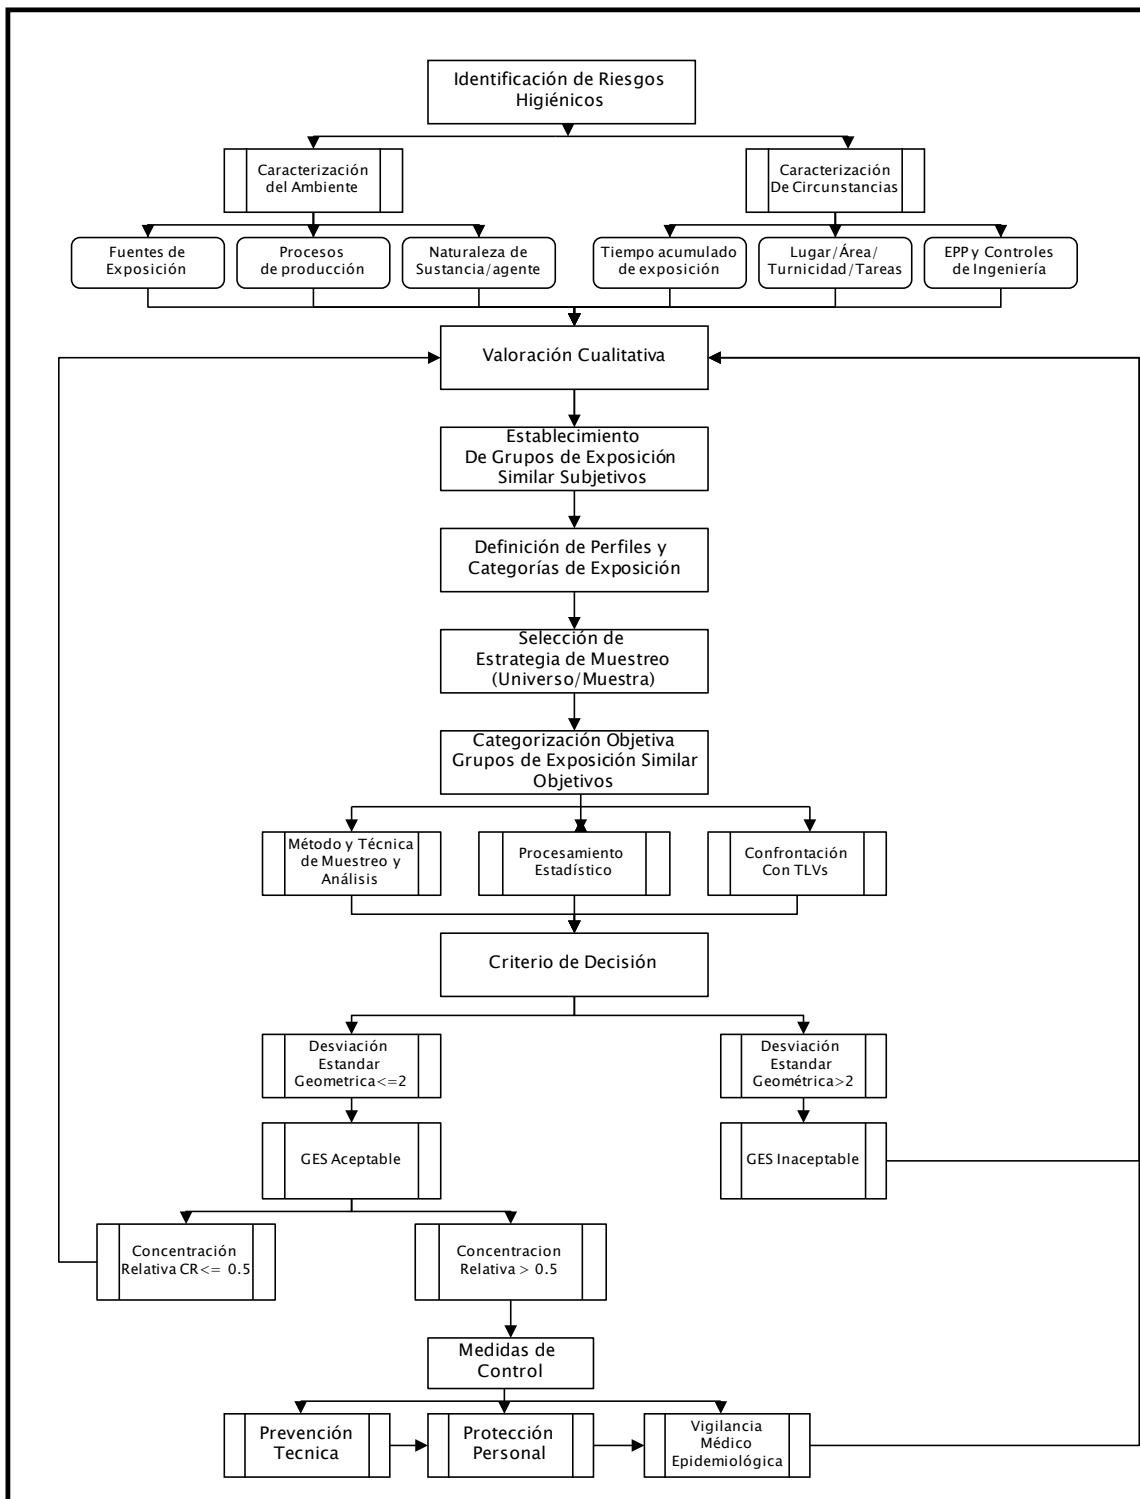 Identificación de Riesgos
Higiénicos
Caracterización
del Ambiente
Caracterización
De Circunstancias
Fuentes de
Exposición
Procesos
de producción
Naturaleza de
Sustancia/agente
Tiempo acumulado
de exposición
Lugar/Área/
Turnicidad/Tareas
EPP y Controles
de Ingeniería
Valoración Cualitativa
Establecimiento
De Grupos de Exposición
Similar Subjetivos
Definición de Perfiles y
Categorías de Exposición
Selección de
Estrategia de Muestreo
(Universo/Muestra)
Categorización Objetiva
Grupos de Exposición Similar
Objetivos
Método y Técnica
de Muestreo y
Análisis
Procesamiento
Estadístico
Confrontación
Con TLVs
Criterio de Decisión
Desviación
Estandar
Geometrica<=2
Desviación
Estandar
Geométrica>2
GES Aceptable
GES Inaceptable
Concentración
Relativa CR<= 0.5
Concentracion
Relativa > 0.5
Medidas de
Control
Prevención
Tecnica
Protección
Personal
Vigilancia
Médico
Epidemiológica